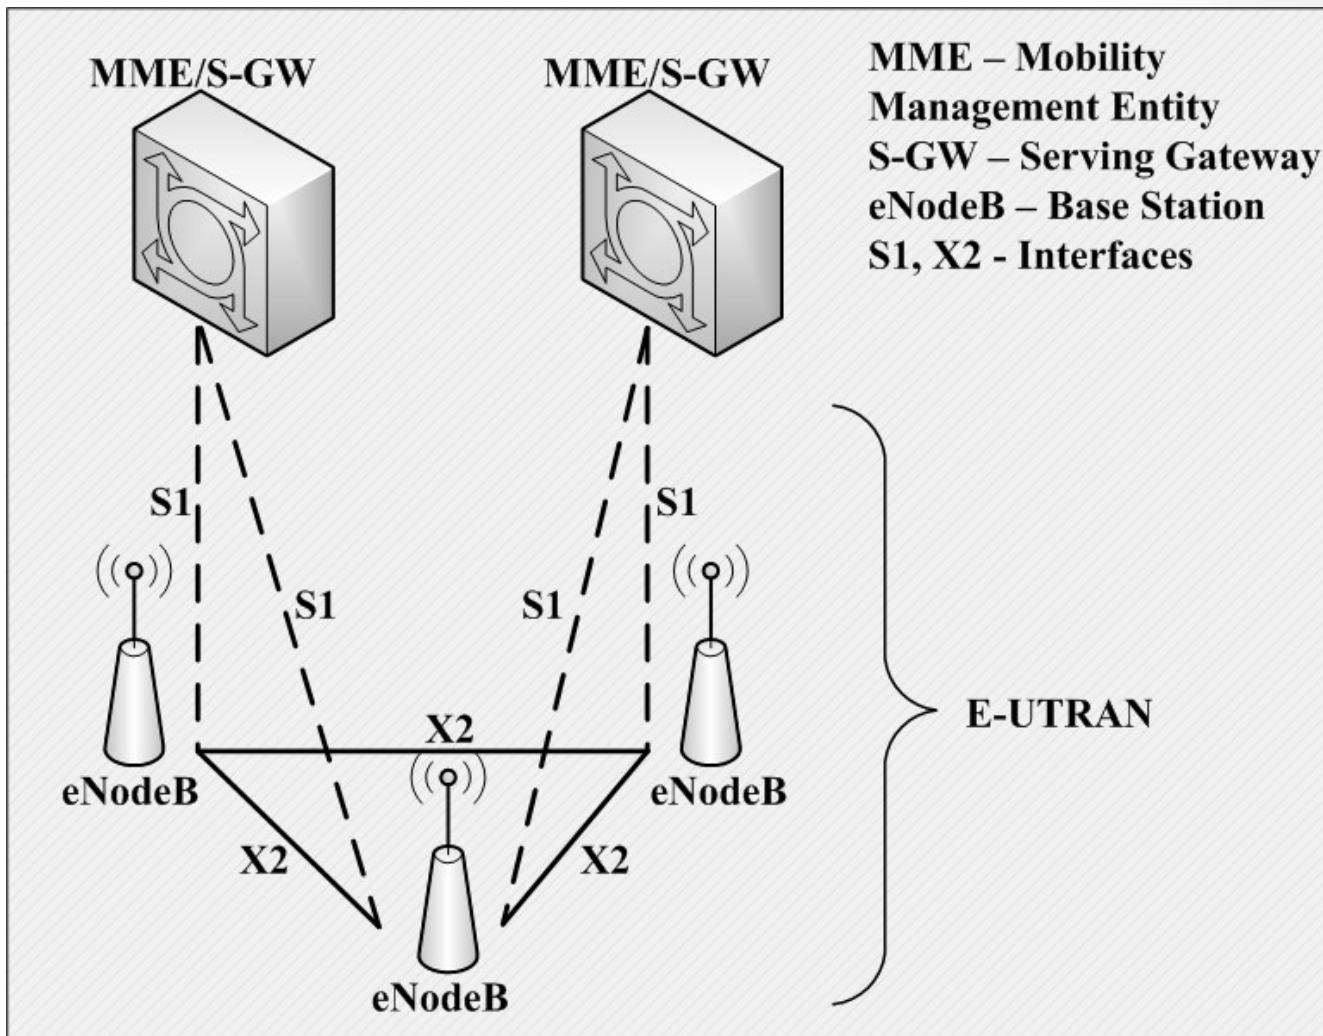 MME/S-GW
MME/S-GW
MME – Mobility
Management Entity
S-GW – Serving Gateway
eNodeB – Base Station
S1, X2 - Interfaces
S1
S1
S1
S1
E-UTRAN
X2
eNodeB
eNodeB
X2
X2
eNodeB